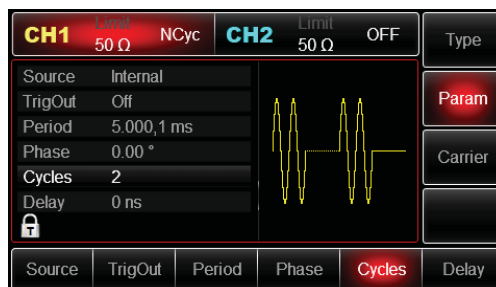 CH1 Limit 50 Ω NCyc CH2 Limit 50 Ω OFF
Type
Source Internal
TrigOut Off
Param
Period 5.000,1 ms
Phase 0.00 °
Carrier
Cycles 2
Delay 0 ns
T
Source TrigOut Period Phase Cycles Delay